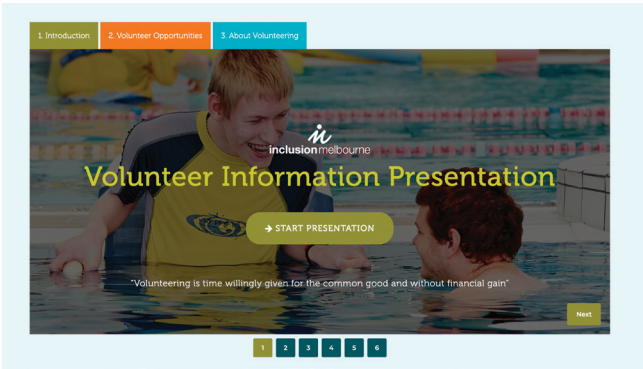 1. Introduction
2. Volunteer Opportunities
3. About Volunteering
inclusionmelbourne
Volunteer Information Presentation
→ START PRESENTATION
"Volunteering is time willingly given for the common good and without financial gain"
Next
1 2 3 4 5 6